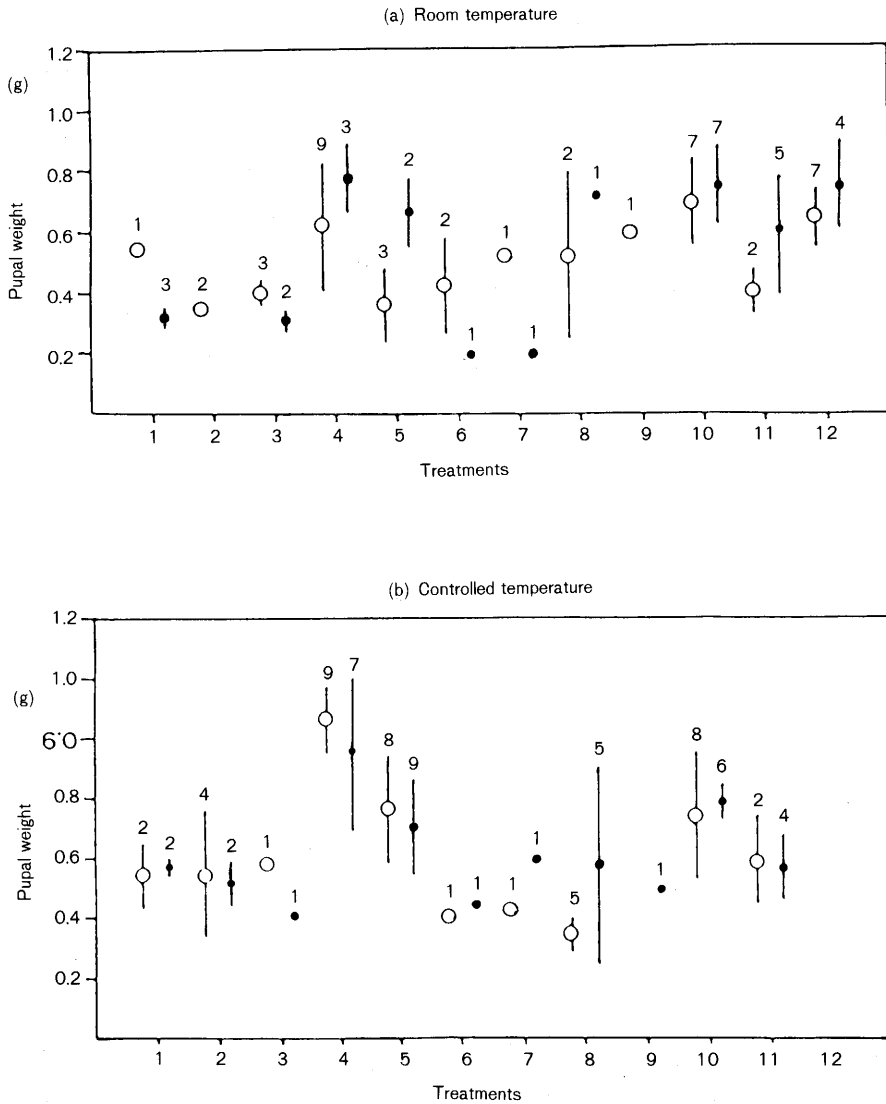 (a) Room temperature
(g)
Pupal weight
1.2
1.0
0.8
0.6
0.4
0.2
1 3 2 3 2 9 3 3 2 2 1 1 1 2 1 1 7 7 2 5 7 4
1 2 3 4 5 6 7 8 9 10 11 12
Treatments
(b) Controlled temperature
(g)
Pupal weight
1.2
1.0
6·0
0.8
0.6
0.4
0.2
2 2 4 2 1 1 9 7 8 9 1 1 1 1 5 5 1 8 6 2 4
1 2 3 4 5 6 7 8 9 10 11 12
Treatments